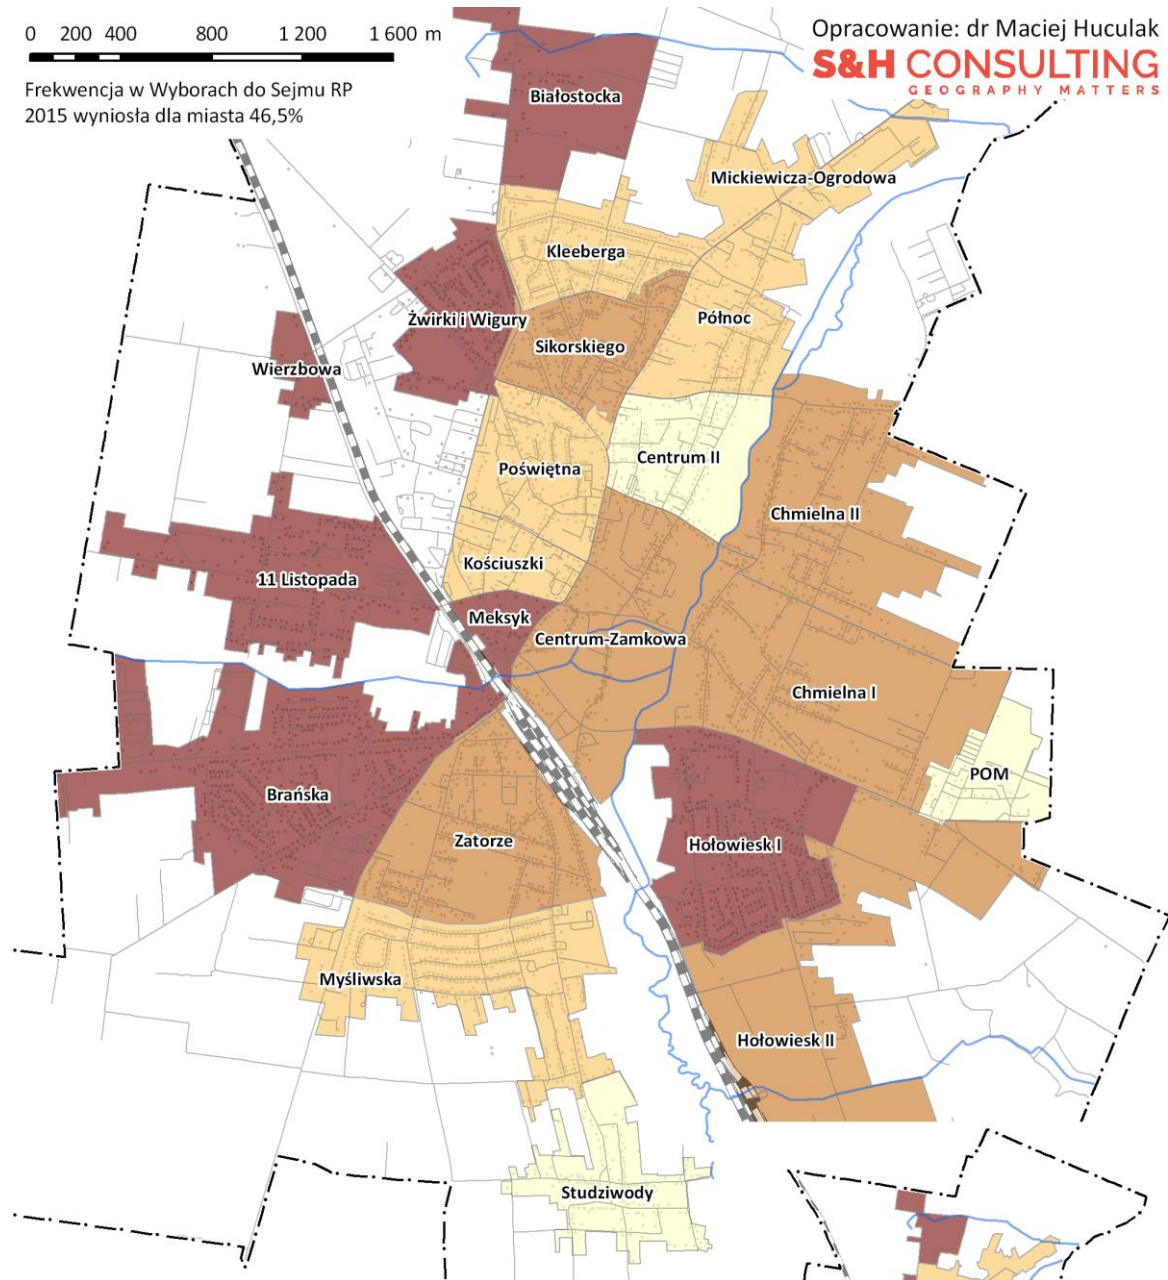 0 200 400 800 1 200 1 600 m
Opracowanie: dr Maciej Huculak
S&H CONSULTING
GEOGRAPHY MATTERS
Frekwencja w Wyborach do Sejmu RP
2015 wyniosła dla miasta 46,5%
Białostocka
Mickiewicza-Ogrodowa
Kleeberga
Żwirki i Wigury
Północ
Sikorskiego
Wierzbowa
Centrum II
Poświętna
Chmielna II
Kościuszki
11 Listopada
Meksyk
Centrum-Zamkowa
Chmielna I
POM
Brańska
Zatorze
Hołowiesk I
Myśliwska
Hołowiesk II
Studziwody